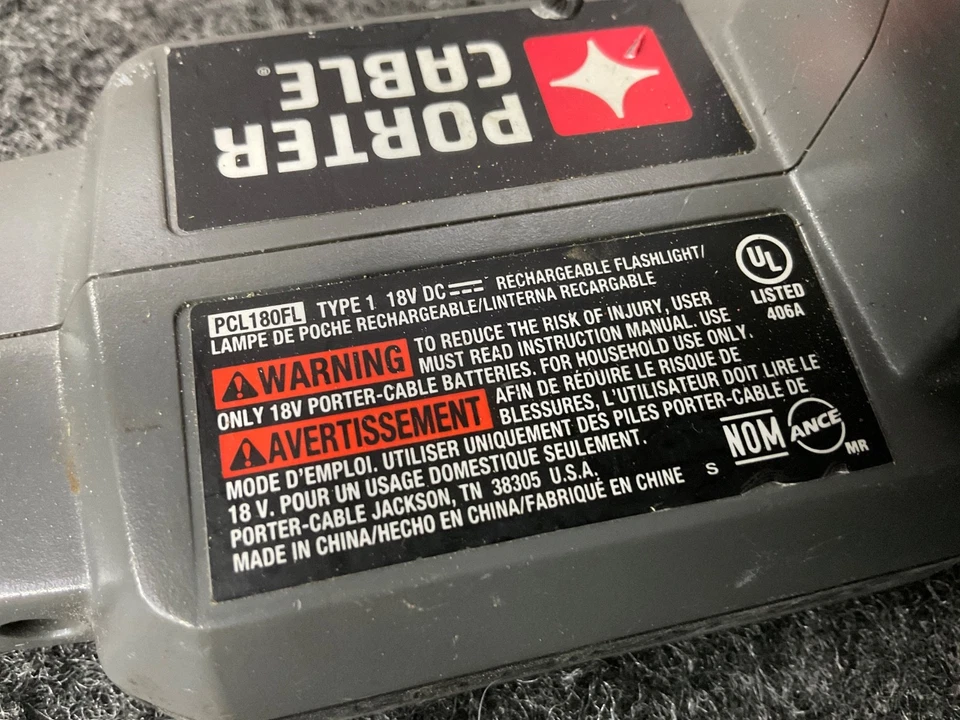 PORTER
CABLE®
PCL180FL TYPE 1 18V DC RECHARGEABLE FLASHLIGHT/
LAMPE DE POCHE RECHARGEABLE/LINTERNA RECARGABLE
WARNING TO REDUCE THE RISK OF INJURY, USER
MUST READ INSTRUCTION MANUAL. USE
ONLY 18V PORTER-CABLE BATTERIES. FOR HOUSEHOLD USE ONLY.
AVERTISSEMENT AFIN DE RÉDUIRE LE RISQUE DE
BLESSURES, L'UTILISATEUR DOIT LIRE LE
MODE D'EMPLOI. UTILISER UNIQUEMENT DES PILES PORTER-CABLE DE
18 V. POUR UN USAGE DOMESTIQUE SEULEMENT.
PORTER-CABLE JACKSON, TN 38305 U.S.A.
MADE IN CHINA/HECHO EN CHINA/FABRIQUÉ EN CHINE S
UL
LISTED
406A
NOM
ANCE
MR